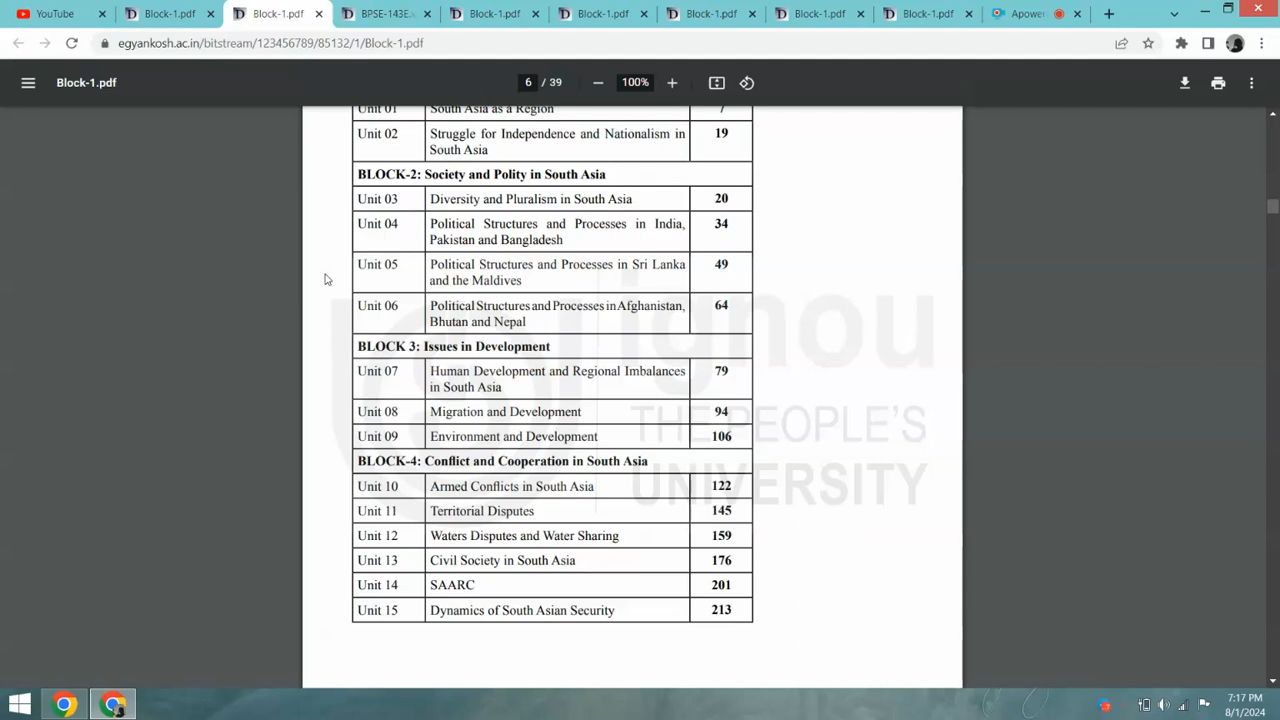 YouTube
Block-1.pdf
Block-1.pdf
BPSE-143E
Block-1.pdf
Block-1.pdf
Block-1.pdf
Block-1.pdf
Block-1.pdf
Apower
egyankosh.ac.in/bitstream/123456789/85132/1/Block-1.pdf
Block-1.pdf
6 / 39
100%
Unit 01 South Asia as a Region 7
Unit 02 Struggle for Independence and Nationalism in 19
South Asia
BLOCK-2: Society and Polity in South Asia
Unit 03 Diversity and Pluralism in South Asia 20
Unit 04 Political Structures and Processes in India, 34
Pakistan and Bangladesh
Unit 05 Political Structures and Processes in Sri Lanka 49
and the Maldives
Unit 06 Political Structures and Processes in Afghanistan, 64
Bhutan and Nepal
BLOCK 3: Issues in Development
Unit 07 Human Development and Regional Imbalances 79
in South Asia
Unit 08 Migration and Development 94
Unit 09 Environment and Development 106
BLOCK-4: Conflict and Cooperation in South Asia
Unit 10 Armed Conflicts in South Asia 122
Unit 11 Territorial Disputes 145
Unit 12 Waters Disputes and Water Sharing 159
Unit 13 Civil Society in South Asia 176
Unit 14 SAARC 201
Unit 15 Dynamics of South Asian Security 213
ignou
THE PEOPLE'S
UNIVERSITY
7:17 PM
8/1/2024